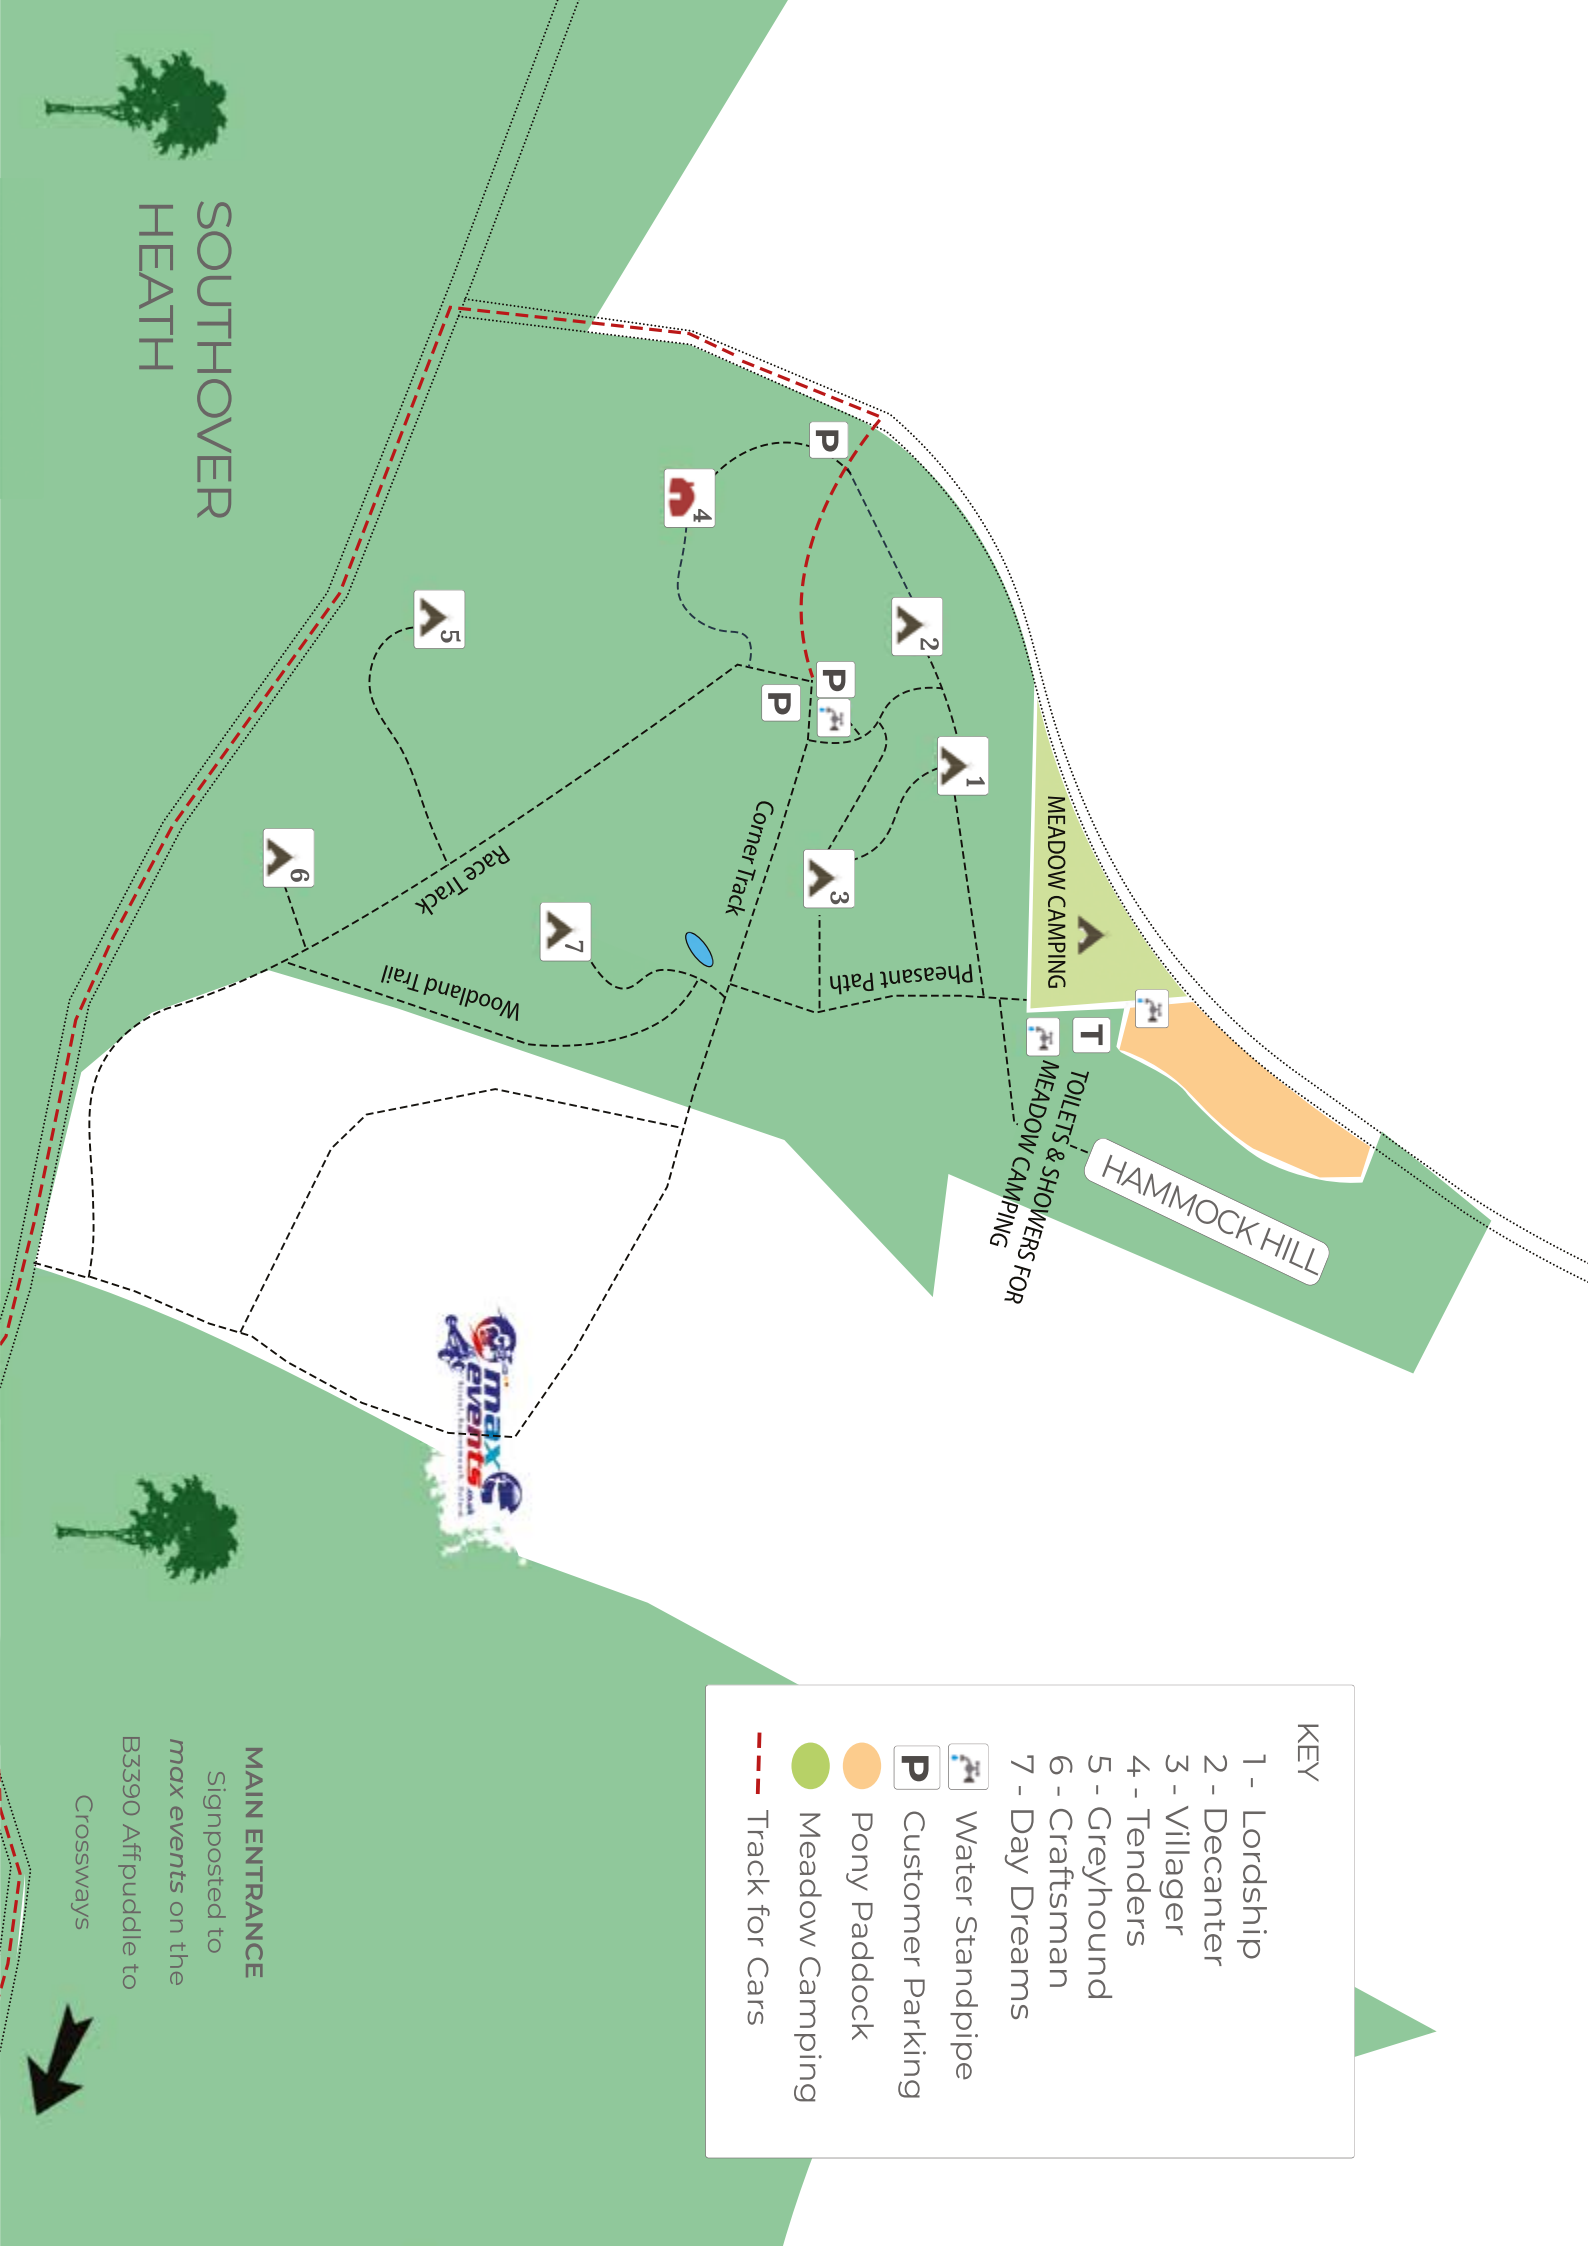 SOUTHOVER
HEATH
MEADOW CAMPING
P
P
P
T
1
2
3
4
5
6
7
Corner Track
Race Track
Pheasant Path
Woodland Trail
TOILETS & SHOWERS FOR
MEADOW CAMPING
HAMMOCK HILL
max
events
KEY
1 - Lordship
2 - Decanter
3 - Villager
4 - Tenders
5 - Greyhound
6 - Craftsman
7 - Day Dreams
Water Standpipe
P Customer Parking
Pony Paddock
Meadow Camping
Track for Cars
MAIN ENTRANCE
Signposted to
max events on the
B3390 Affpuddle to
Crossways